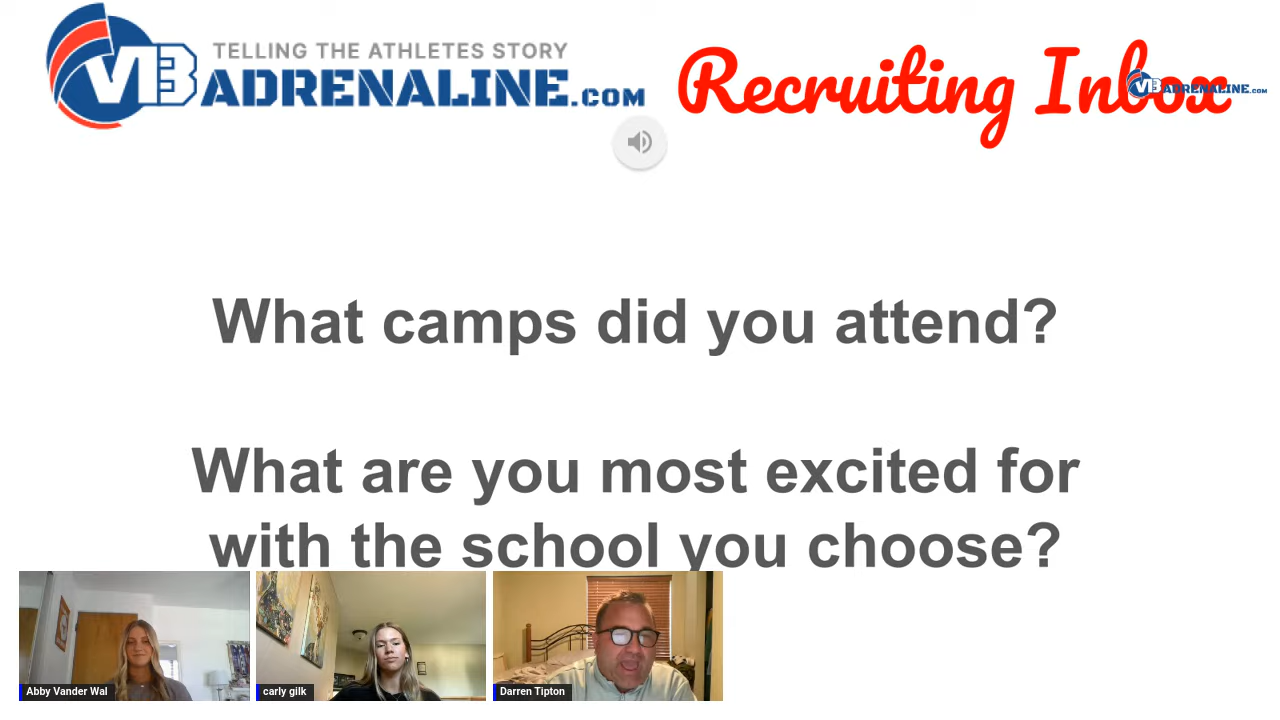 TELLING THE ATHLETES STORY
VB ADRENALINE.COM
Recruiting Inbox
VB ADRENALINE.COM
What camps did you attend?
What are you most excited for
with the school you choose?
Abby Vander Wal
carly gilk
Darren Tipton